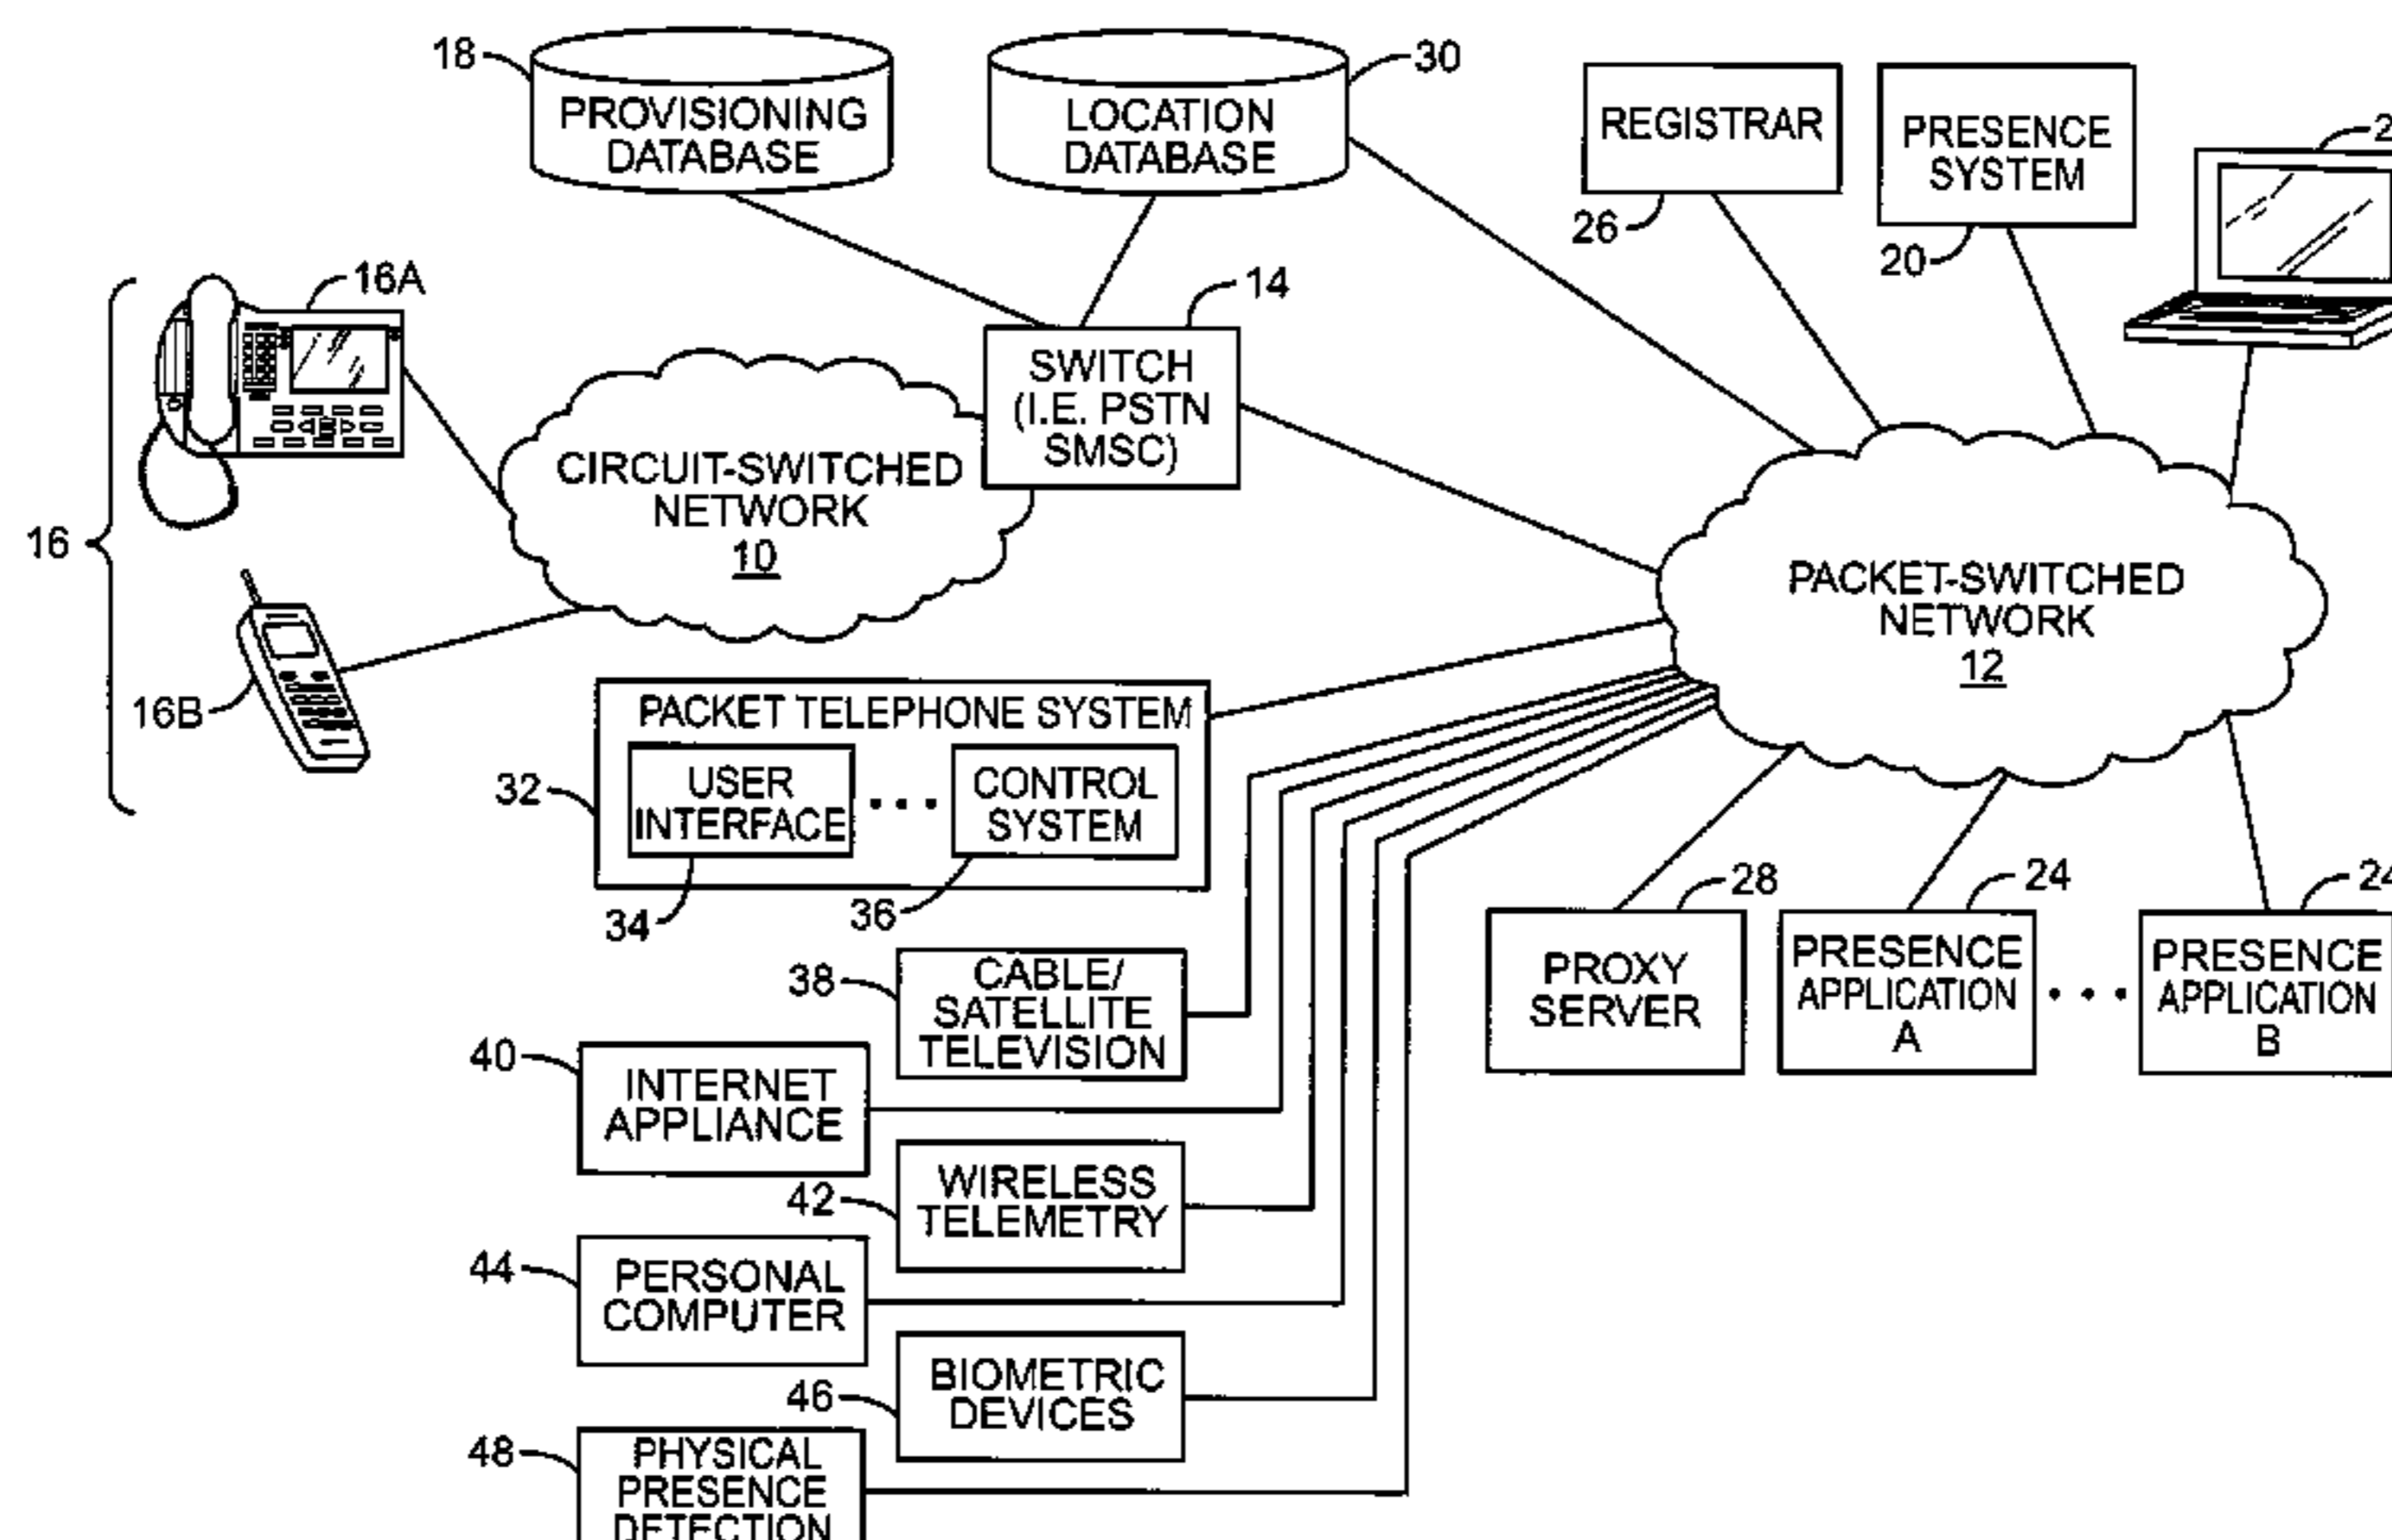 18
PROVISIONING
DATABASE
LOCATION
DATABASE
30
REGISTRAR
26
PRESENCE
SYSTEM
20
16A
14
SWITCH
(I.E. PSTN
SMSC)
CIRCUIT-SWITCHED
NETWORK
10
16
16B
PACKET-SWITCHED
NETWORK
12
PACKET TELEPHONE SYSTEM
USER
INTERFACE
• • •
CONTROL
SYSTEM
32
34
36
28
PROXY
SERVER
24
PRESENCE
APPLICATION
A
• • •
24
PRESENCE
APPLICATION
B
38
CABLE/
SATELLITE
TELEVISION
40
INTERNET
APPLIANCE
42
WIRELESS
TELEMETRY
44
PERSONAL
COMPUTER
46
BIOMETRIC
DEVICES
48
PHYSICAL
PRESENCE
DETECTION